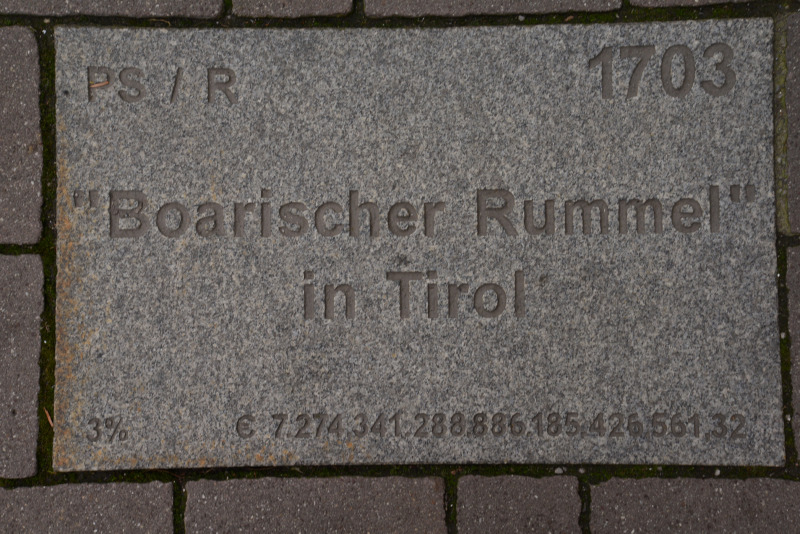 PS / R 1703
"Boarischer Rummel"
in Tirol
3% € 7.274.341.288.886.185.426.561,32